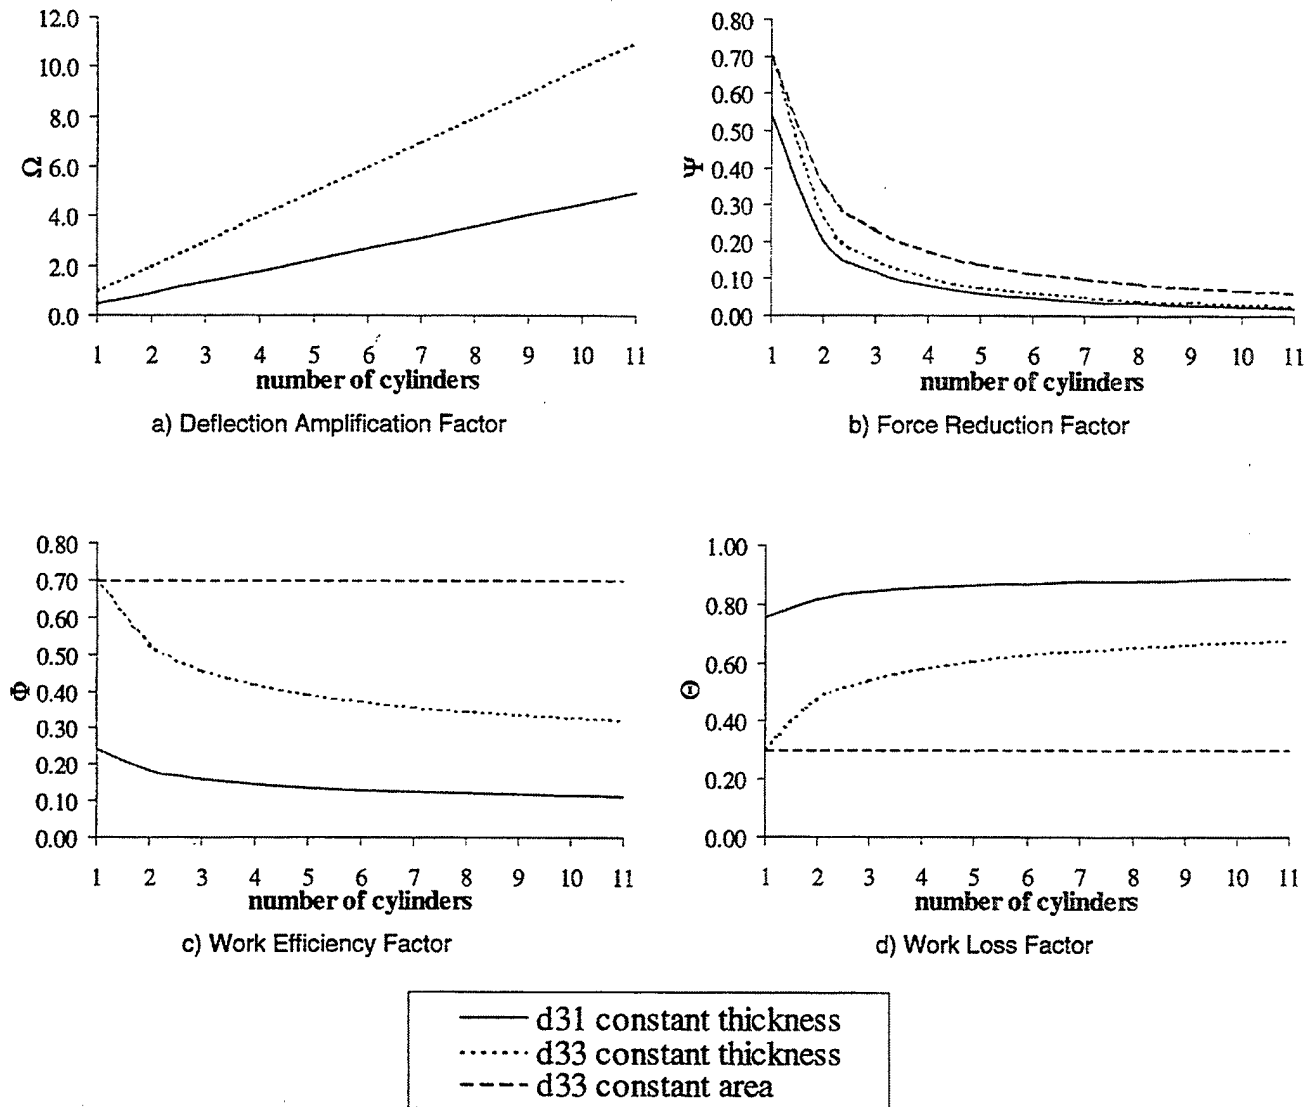 12.0
10.0
8.0
6.0
4.0
2.0
0.0
Ω
1 2 3 4 5 6 7 8 9 10 11
number of cylinders
a) Deflection Amplification Factor
0.80
0.70
0.60
0.50
0.40
0.30
0.20
0.10
0.00
Ψ
1 2 3 4 5 6 7 8 9 10 11
number of cylinders
b) Force Reduction Factor
0.80
0.70
0.60
0.50
0.40
0.30
0.20
0.10
0.00
Φ
1 2 3 4 5 6 7 8 9 10 11
number of cylinders
c) Work Efficiency Factor
1.00
0.80
0.60
0.40
0.20
0.00
Θ
1 2 3 4 5 6 7 8 9 10 11
number of cylinders
d) Work Loss Factor
d31 constant thickness
d33 constant thickness
d33 constant area